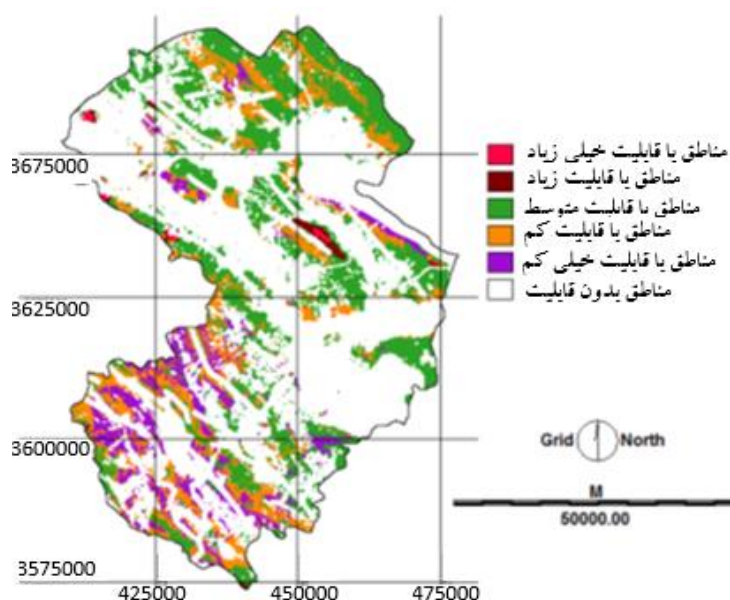 3675000
3625000
3600000
3575000
425000 450000 475000
مناطق با قابلیت خیلی زیاد
مناطق با قابلیت زیاد
مناطق با قابلیت متوسط
مناطق با قابلیت کم
مناطق با قابلیت خیلی کم
مناطق بدون قابلیت
Grid North
M
50000.00